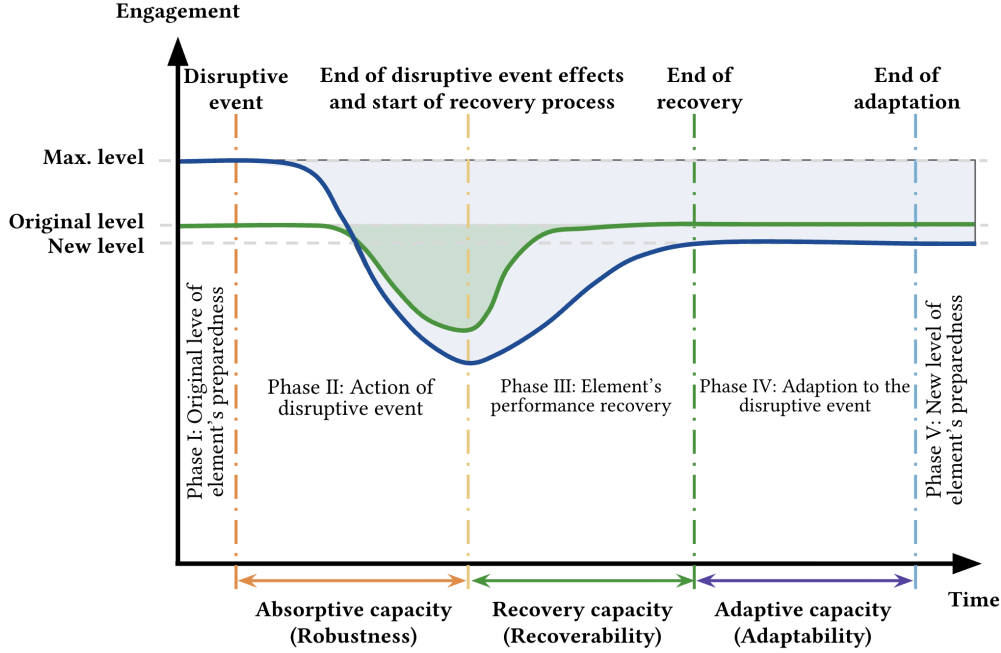 Engagement
Disruptive
event
End of disruptive event effects
and start of recovery process
End of
recovery
End of
adaptation
Max. level
Original level
New level
Phase I: Original leve of
element's preparedness
Phase II: Action of
disruptive event
Phase III: Element's
performance recovery
Phase IV: Adaption to the
disruptive event
Phase V: New level of
element's preparedness
Time
Absorptive capacity
(Robustness)
Recovery capacity
(Recoverability)
Adaptive capacity
(Adaptability)